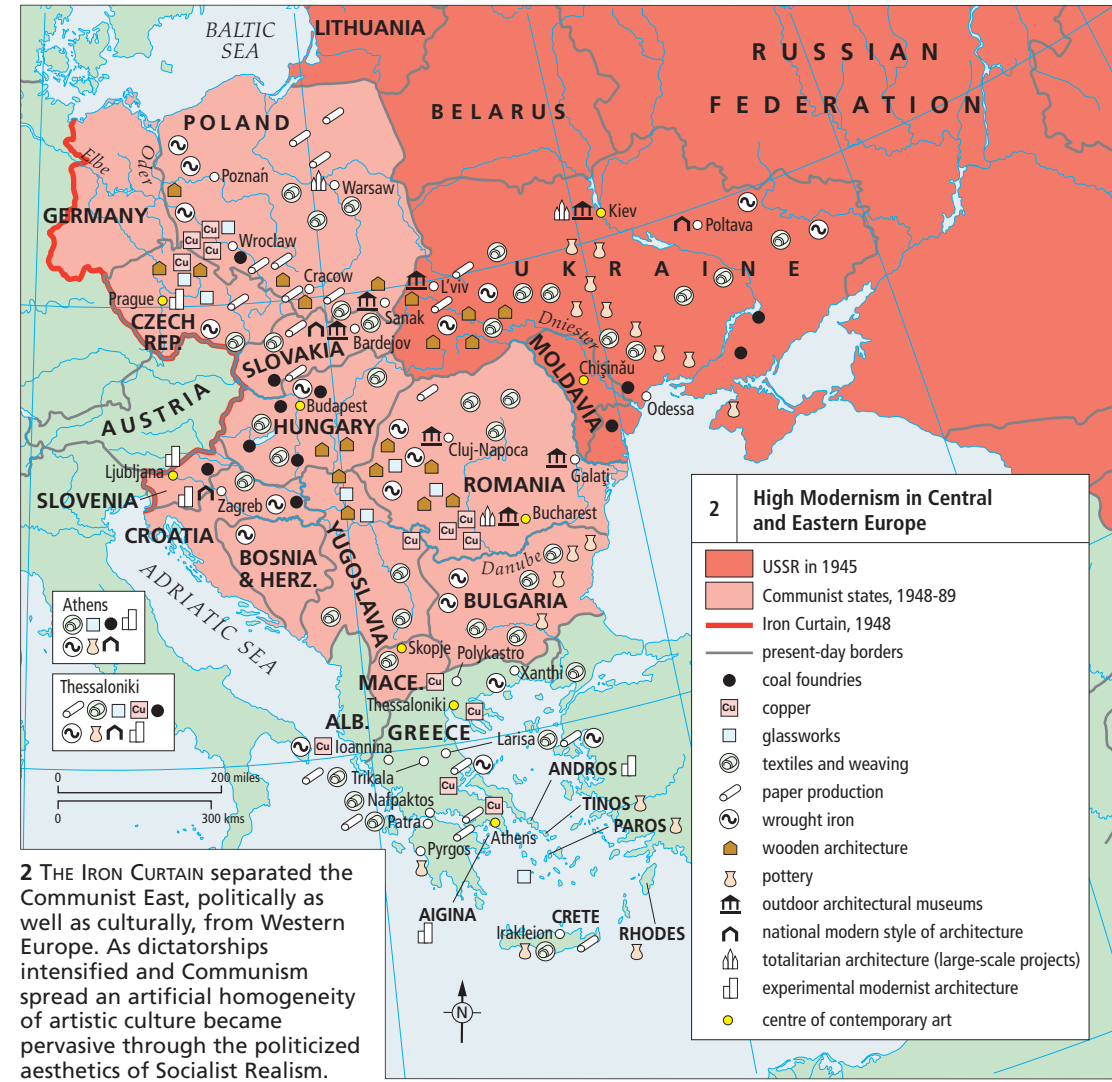 BALTIC
SEA
LITHUANIA
RUSSIAN
FEDERATION
BELARUS
POLAND
Elbe
Oder
Poznań
Warsaw
GERMANY
Kiev
Poltava
Cu
Cu
Cu
Wroclaw
Cu
UKRAINE
Cracow
L'viv
Prague
Sanak
CZECH
REP.
Bardejov
Dniester
SLOVAKIA
MOLDAVIA
Chişinău
AUSTRIA
Budapest
Odessa
HUNGARY
Cluj-Napoca
Ljubljana
Galaţi
SLOVENIA
Zagreb
ROMANIA
Cu
Cu
Cu
Cu
Bucharest
CROATIA
YUGOSLAVIA
BOSNIA
& HERZ.
Danube
ADRIATIC SEA
BULGARIA
Skopje
Polykastro
Xanthi
MACE.
Cu
Thessaloniki
Cu
ALB.
GREECE
Cu
Ioannina
Larisa
Trikala
ANDROS
Cu
Nafpaktos
Cu
TINOS
Patra
Athens
PAROS
Pyrgos
AIGINA
CRETE
Irakleion
RHODES
N
Athens
Thessaloniki
Cu
0
200 miles
0
300 kms
2
High Modernism in Central
and Eastern Europe
USSR in 1945
Communist states, 1948-89
Iron Curtain, 1948
present-day borders
coal foundries
Cu
copper
glassworks
textiles and weaving
paper production
wrought iron
wooden architecture
pottery
outdoor architectural museums
national modern style of architecture
totalitarian architecture (large-scale projects)
experimental modernist architecture
centre of contemporary art
2 THE IRON CURTAIN separated the
Communist East, politically as
well as culturally, from Western
Europe. As dictatorships
intensified and Communism
spread an artificial homogeneity
of artistic culture became
pervasive through the politicized
aesthetics of Socialist Realism.